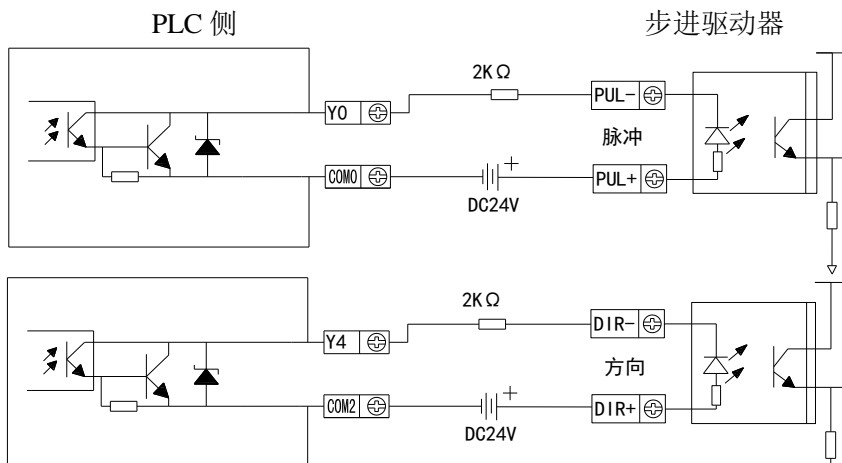 PLC 侧
步进驱动器
2KΩ
Y0
PUL-
脉冲
+
COM0
PUL+
DC24V
2KΩ
Y4
DIR-
方向
+
COM2
DIR+
DC24V